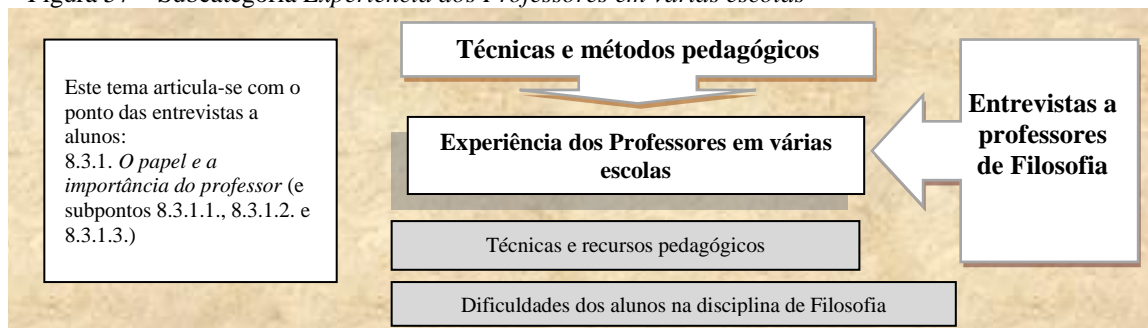 Figura 37 – Subcategoria Experiência dos Professores em várias escolas
Este tema articula-se com o
ponto das entrevistas a
alunos:
8.3.1. O papel e a
importância do professor (e
subpontos 8.3.1.1., 8.3.1.2. e
8.3.1.3.)
Técnicas e métodos pedagógicos
Experiência dos Professores em várias
escolas
Técnicas e recursos pedagógicos
Dificuldades dos alunos na disciplina de Filosofia
Entrevistas a
professores
de Filosofia